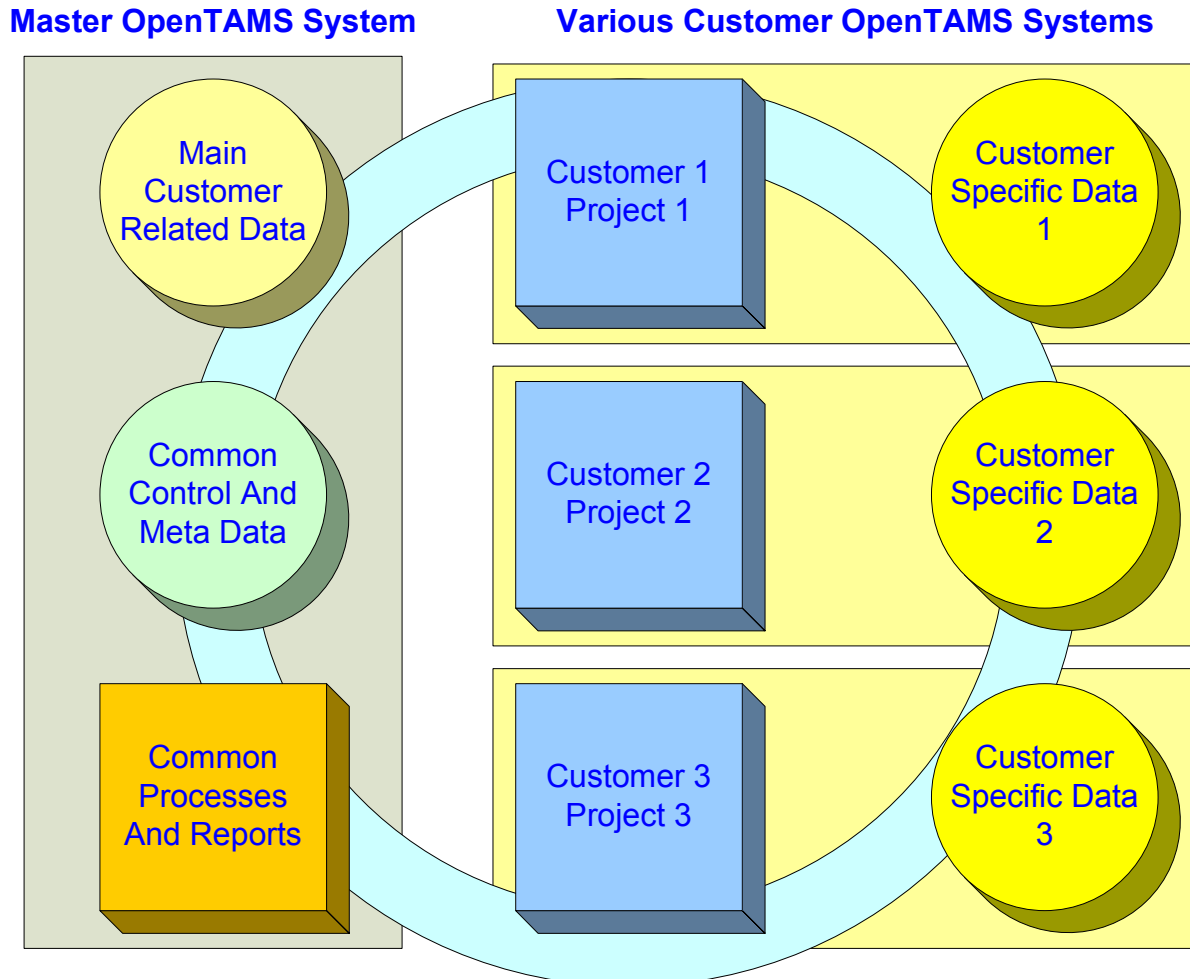 Master OpenTAMS System
Various Customer OpenTAMS Systems
Main
Customer
Related Data
Customer 1
Project 1
Customer
Specific Data
1
Common
Control And
Meta Data
Customer 2
Project 2
Customer
Specific Data
2
Common
Processes
And Reports
Customer 3
Project 3
Customer
Specific Data
3